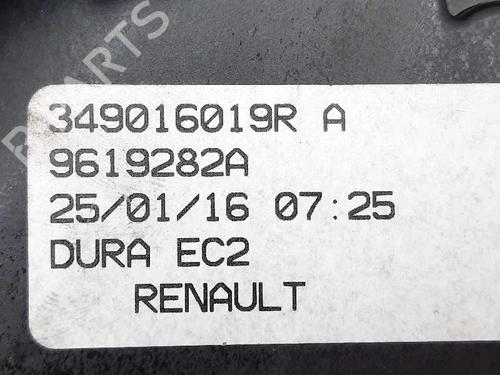 349016019R A
9619282A
25/01/16 07:25
DURA EC2
RENAULT